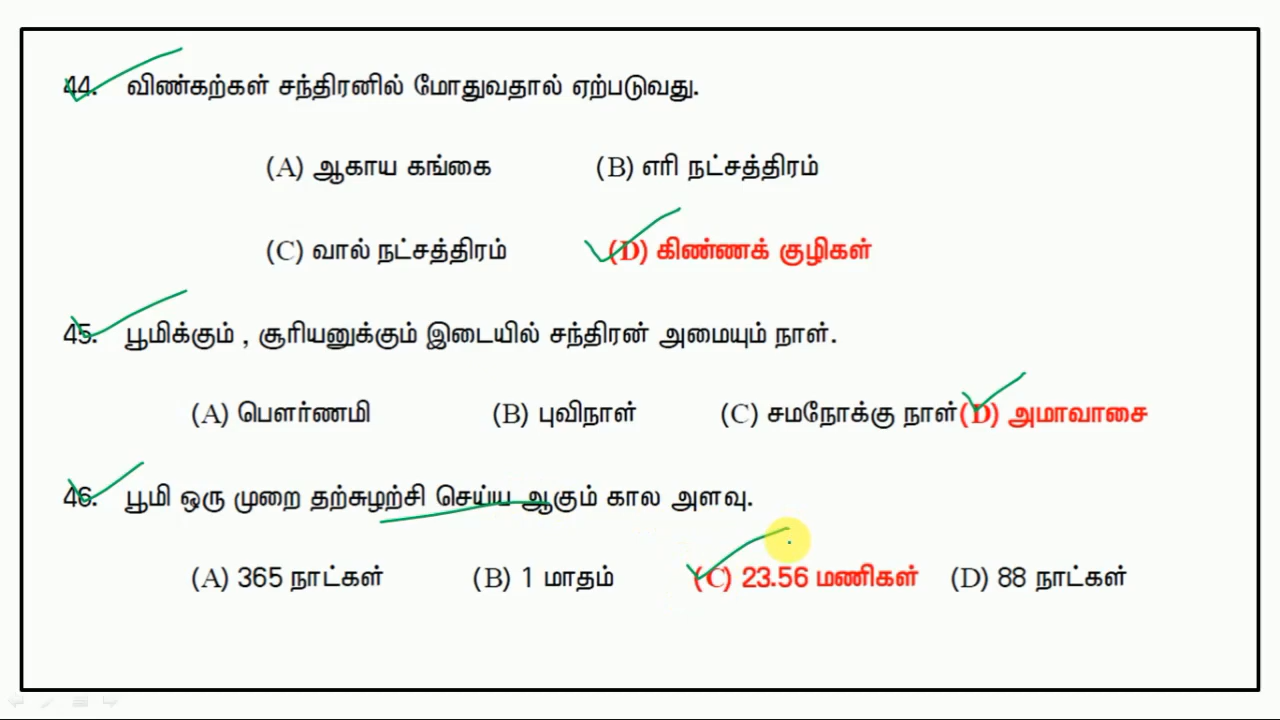 44. விண்கற்கள் சந்திரனில் மோதுவதால் ஏற்படுவது.
(A) ஆகாய கங்கை (B) எரி நட்சத்திரம்
(C) வால் நட்சத்திரம் (D) கிண்ணக் குழிகள்
45. பூமிக்கும் , சூரியனுக்கும் இடையில் சந்திரன் அமையும் நாள்.
(A) பௌர்ணமி (B) புவிநாள் (C) சமநோக்கு நாள் (D) அமாவாசை
46. பூமி ஒரு முறை தற்சுழற்சி செய்ய ஆகும் கால அளவு.
(A) 365 நாட்கள் (B) 1 மாதம் (C) 23.56 மணிகள் (D) 88 நாட்கள்